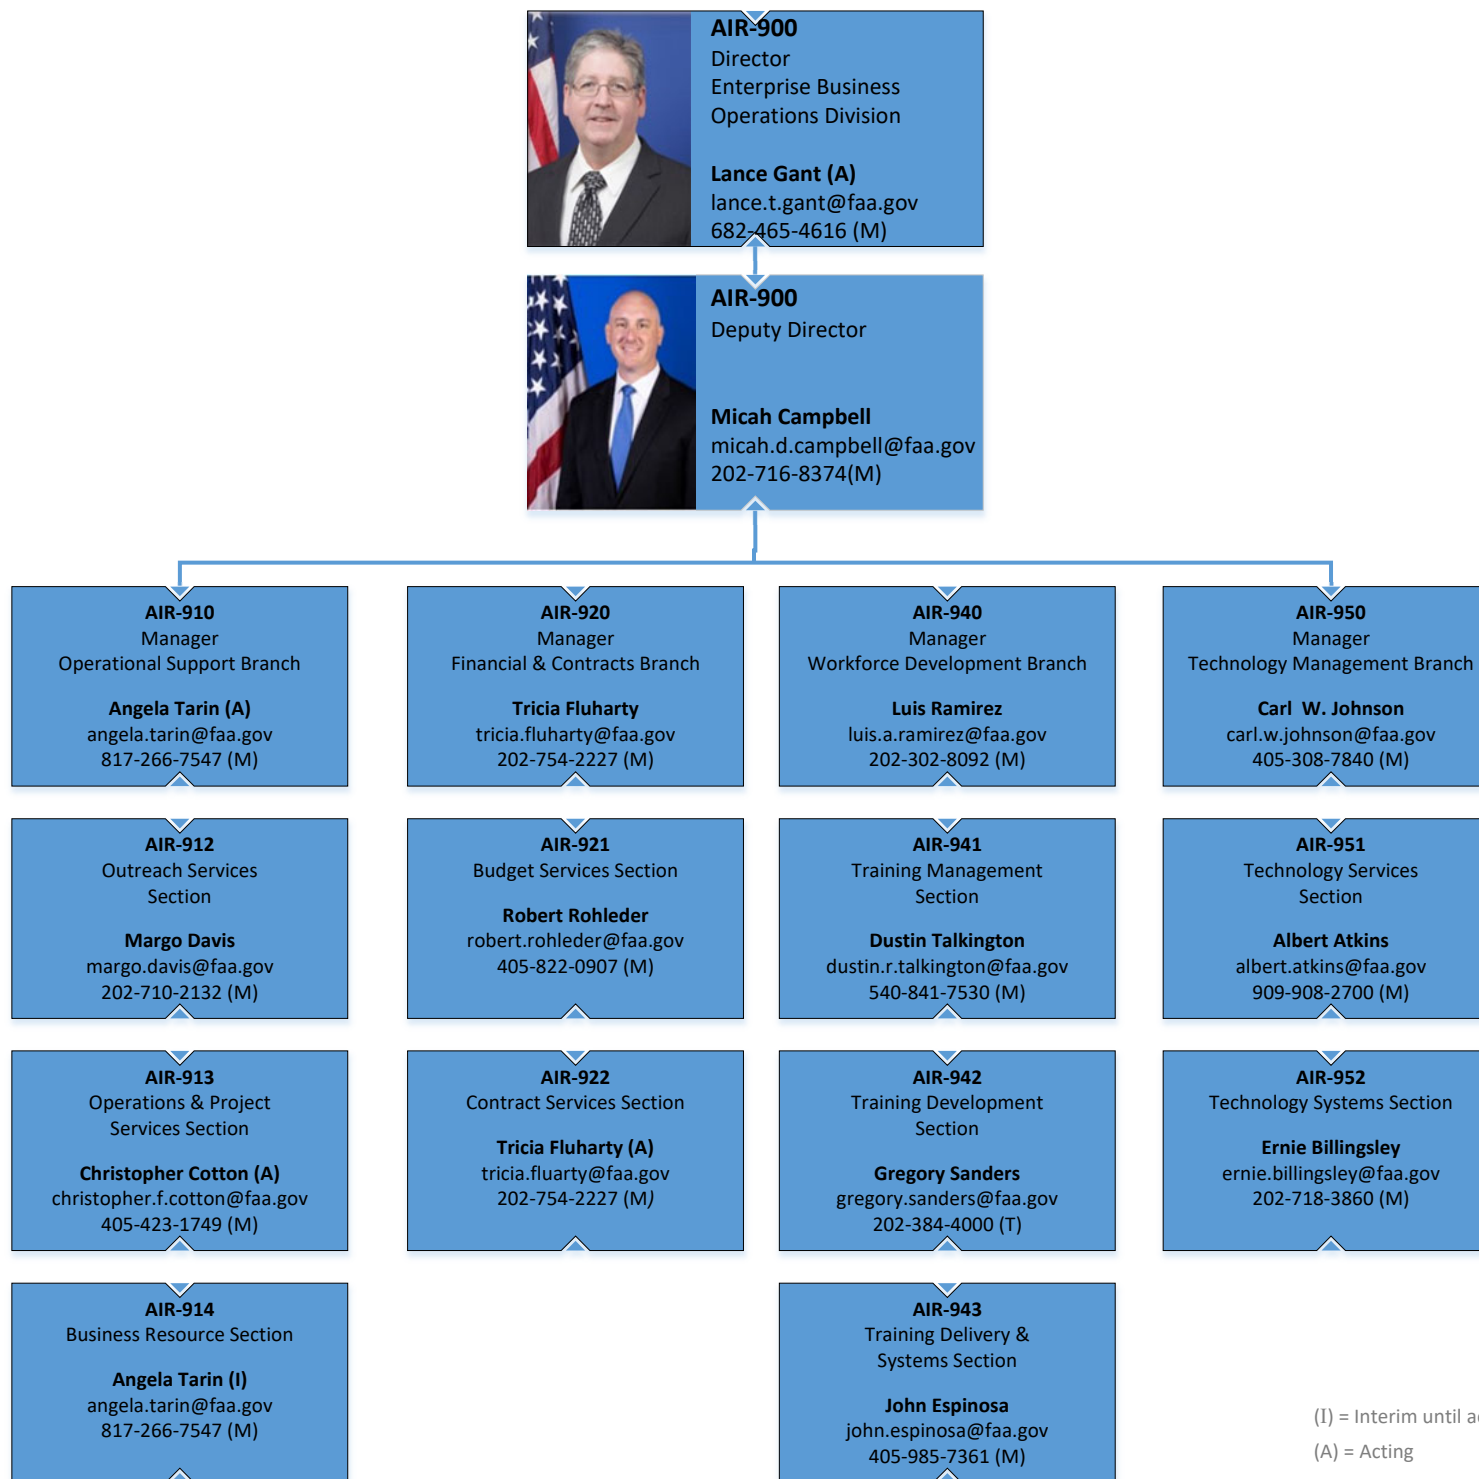 AIR-900
Director
Enterprise Business
Operations Division
Lance Gant (A)
lance.t.gant@faa.gov
682-465-4616 (M)
AIR-900
Deputy Director
Micah Campbell
micah.d.campbell@faa.gov
202-716-8374(M)
AIR-910
Manager
Operational Support Branch
Angela Tarin (A)
angela.tarin@faa.gov
817-266-7547 (M)
AIR-920
Manager
Financial & Contracts Branch
Tricia Fluharty
tricia.fluharty@faa.gov
202-754-2227 (M)
AIR-940
Manager
Workforce Development Branch
Luis Ramirez
luis.a.ramirez@faa.gov
202-302-8092 (M)
AIR-950
Manager
Technology Management Branch
Carl W. Johnson
carl.w.johnson@faa.gov
405-308-7840 (M)
AIR-912
Outreach Services
Section
Margo Davis
margo.davis@faa.gov
202-710-2132 (M)
AIR-921
Budget Services Section
Robert Rohleder
robert.rohleder@faa.gov
405-822-0907 (M)
AIR-941
Training Management
Section
Dustin Talkington
dustin.r.talkington@faa.gov
540-841-7530 (M)
AIR-951
Technology Services
Section
Albert Atkins
albert.atkins@faa.gov
909-908-2700 (M)
AIR-913
Operations & Project
Services Section
Christopher Cotton (A)
christopher.f.cotton@faa.gov
405-423-1749 (M)
AIR-922
Contract Services Section
Tricia Fluharty (A)
tricia.fluarty@faa.gov
202-754-2227 (M)
AIR-942
Training Development
Section
Gregory Sanders
gregory.sanders@faa.gov
202-384-4000 (T)
AIR-952
Technology Systems Section
Ernie Billingsley
ernie.billingsley@faa.gov
202-718-3860 (M)
AIR-914
Business Resource Section
Angela Tarin (I)
angela.tarin@faa.gov
817-266-7547 (M)
AIR-943
Training Delivery &
Systems Section
John Espinosa
john.espinosa@faa.gov
405-985-7361 (M)
(I) = Interim until
(A) = Acting